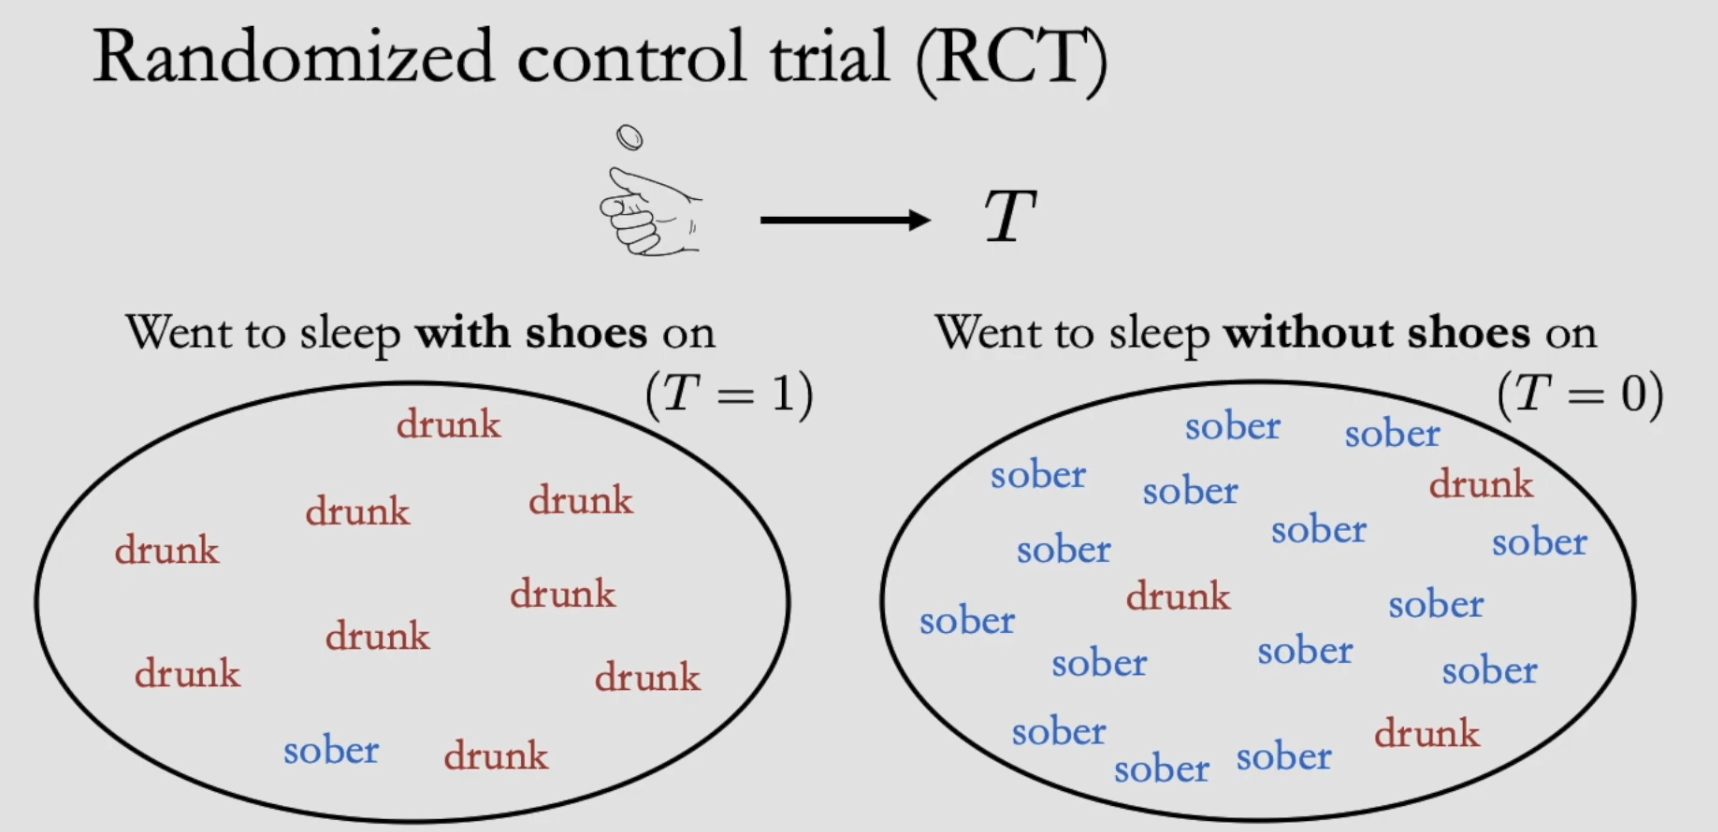 Randomized control trial (RCT)
T
Went to sleep with shoes on
(T = 1)
drunk
drunk
drunk
drunk
drunk
drunk
drunk
drunk
sober
drunk
Went to sleep without shoes on
(T = 0)
sober
sober
sober
sober
drunk
sober
sober
sober
drunk
sober
sober
sober
sober
sober
sober
drunk
sober
sober